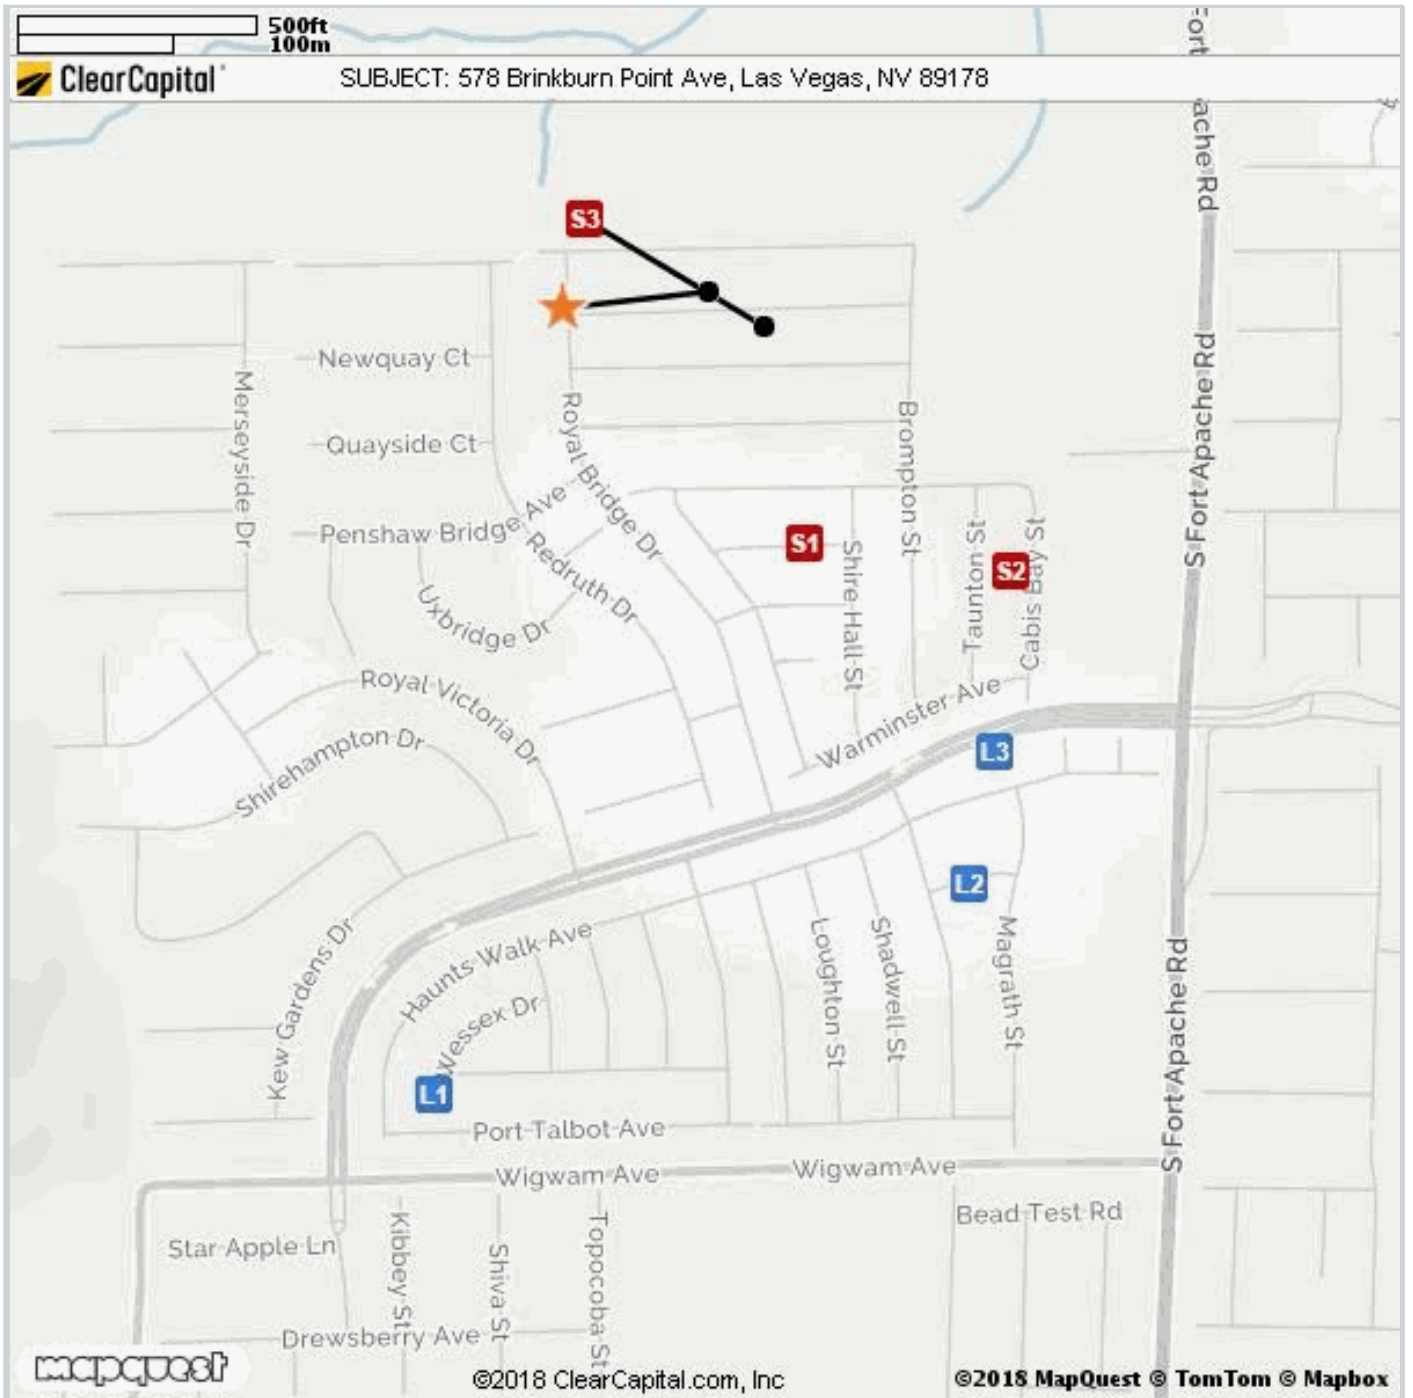 500ft
100m
ClearCapital
SUBJECT: 578 Brinkburn Point Ave, Las Vegas, NV 89178
S Fort Apache Rd
S3
Newquay Ct
Merseyside Dr
Quayside Ct
Royal Bridge Dr
Brompton St
S Fort Apache Rd
Penshaw Bridge Ave
Redruth Dr
S1
Shire Hall St
Taunton St
S2
Cabis Bay St
Uxbridge Dr
Royal Victoria Dr
Shirehampton Dr
Warminster Ave
L3
L2
Haunts Walk Ave
Loughton St
Shadwell St
Magrath St
Kew Gardens Dr
Wessex Dr
L1
S Fort Apache Rd
Port Talbot Ave
Wigwam Ave
Wigwam Ave
Bead Test Rd
Star Apple Ln
Kibbey St
Shiva St
Topocoba St
Drewsberry Ave
mapquest
©2018 ClearCapital.com, Inc
©2018 MapQuest © TomTom © Mapbox